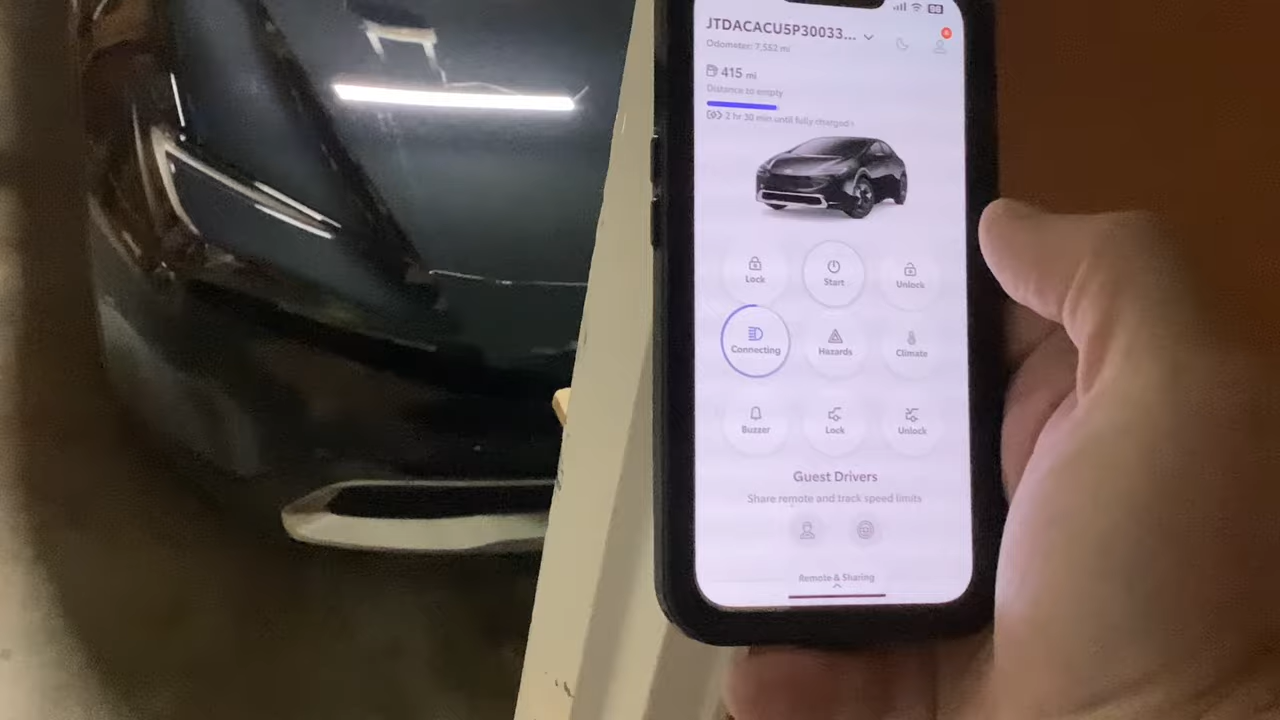 JTDACACU5P30033...
Odometer: 7,552 mi
415 mi
Distance to empty
2 hr 30 min until fully charged
Lock
Start
Unlock
Connecting
Hazards
Climate
Buzzer
Lock
Unlock
Guest Drivers
Share remote and track speed limits
Remote & Sharing